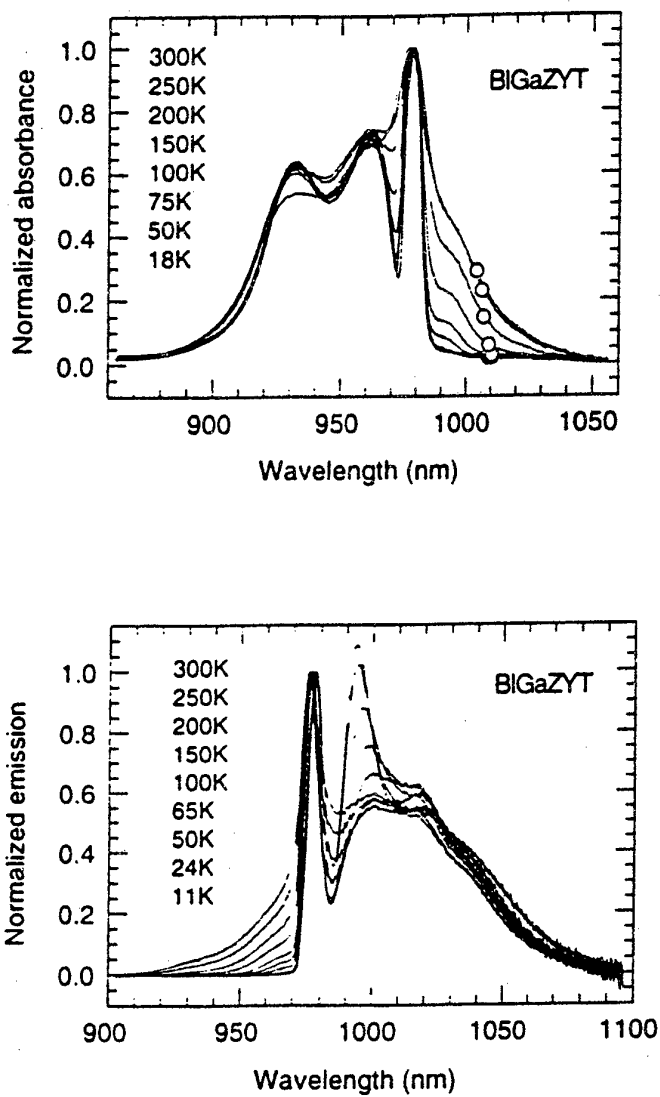 Normalized absorbance
1.0
0.8
0.6
0.4
0.2
0.0
300K
250K
200K
150K
100K
75K
50K
18K
BIGaZYT
900
950
1000
1050
Wavelength (nm)
Normalized emission
1.0
0.8
0.6
0.4
0.2
0.0
300K
250K
200K
150K
100K
65K
50K
24K
11K
BIGaZYT
900
950
1000
1050
1100
Wavelength (nm)